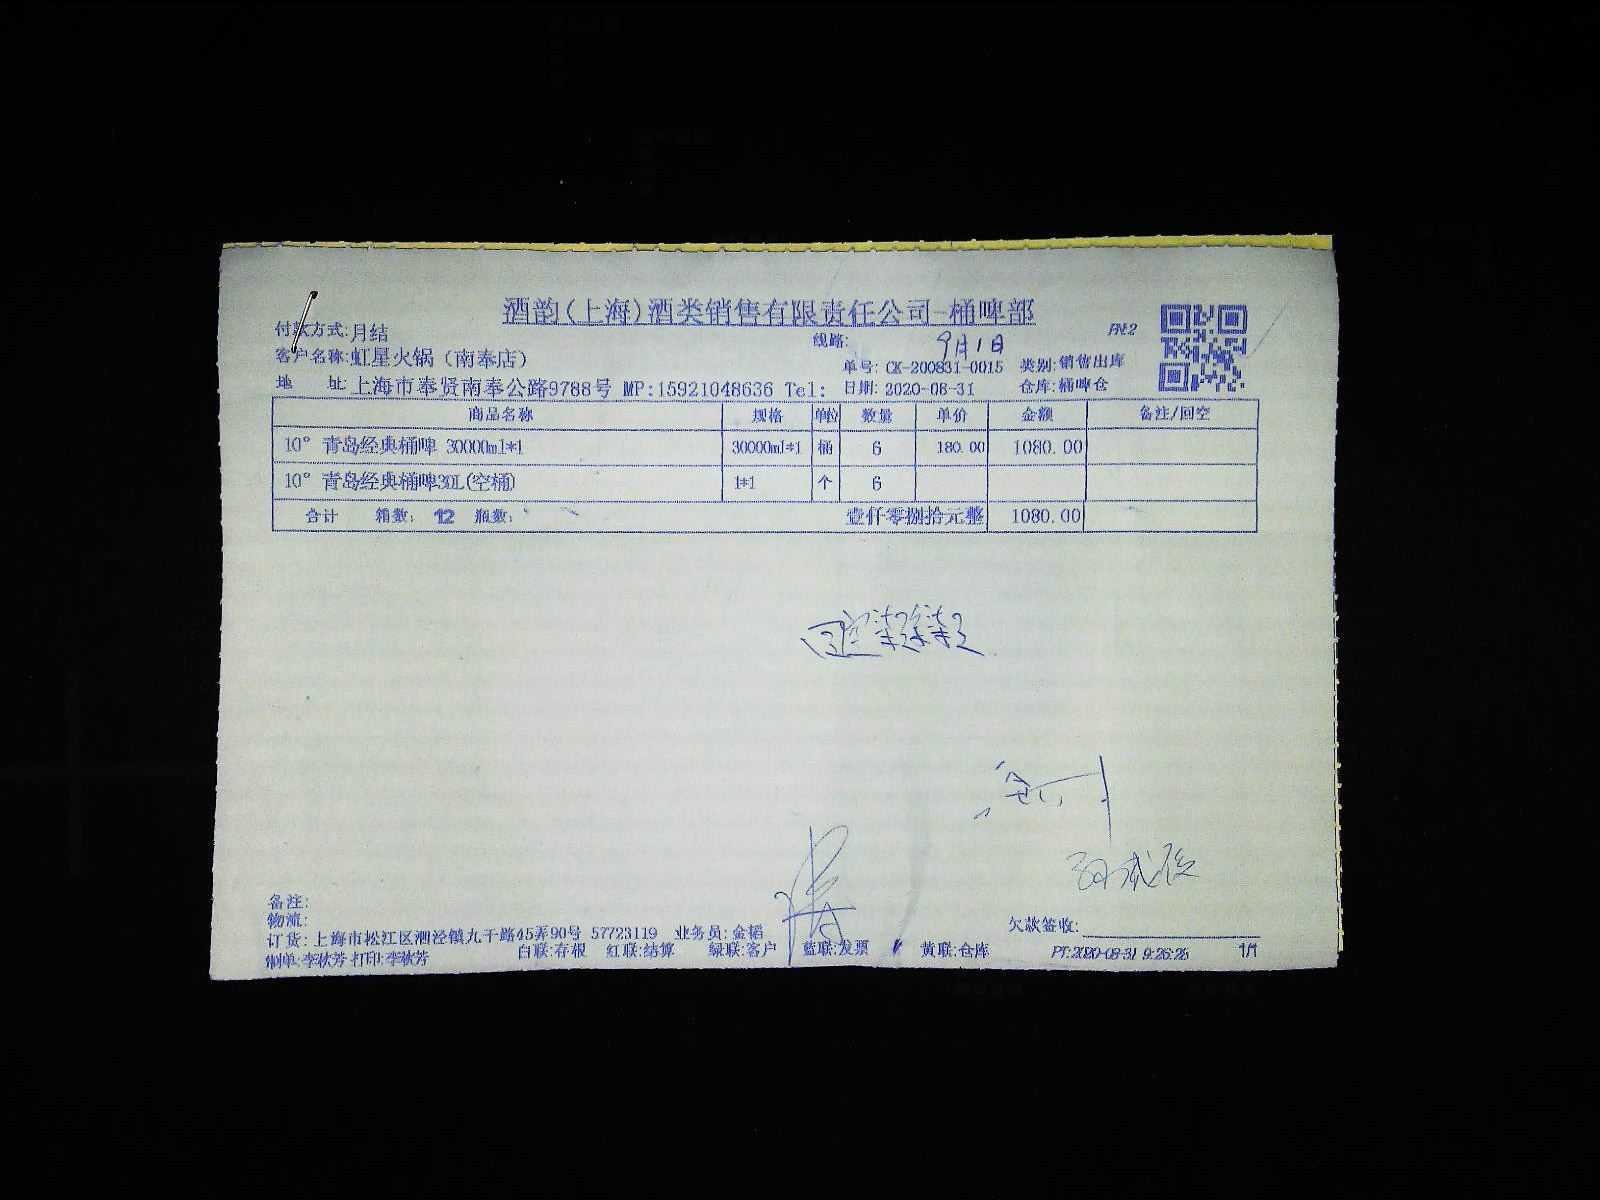 酒韵(上海)酒类销售有限责任公司-桶啤部
付款方式:月结
线路:
9月1日
客户名称:虹星火锅（南奉店）
单号: CK-200831-0015 类别:销售出库
地 址:上海市奉贤南奉公路9788号 MP:15921048636 Tel: 日期: 2020-08-31 仓库:桶啤仓
商品名称 规格 单位 数量 单价 金额 备注/回空
10° 青岛经典桶啤 30000ml*1 30000ml*1 桶 6 180.00 1080.00
10° 青岛经典桶啤30L(空桶) 1*1 个 6
合计 箱数: 12 瓶数: 壹仟零捌拾元整 1080.00
备注:
物流:
欠款签收:
订货: 上海市松江区泗泾镇九干路45弄90号 57723119 业务员:金韬
制单:李秋芳 打印:李秋芳 白联:存根 红联:结算 绿联:客户 蓝联:发票 黄联:仓库 PT:2020-08-31 9:26:26 1/1